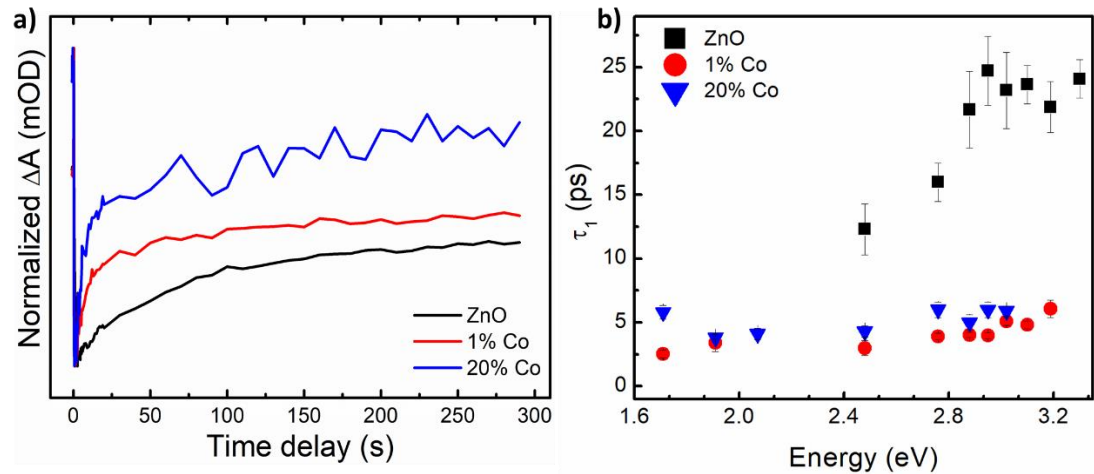 a)
Normalized ΔA (mOD)
ZnO
1% Co
20% Co
0 50 100 150 200 250 300
Time delay (s)
b)
ZnO
1% Co
20% Co
25
20
15
10
5
0
τ1 (ps)
1.6 2.0 2.4 2.8 3.2
Energy (eV)